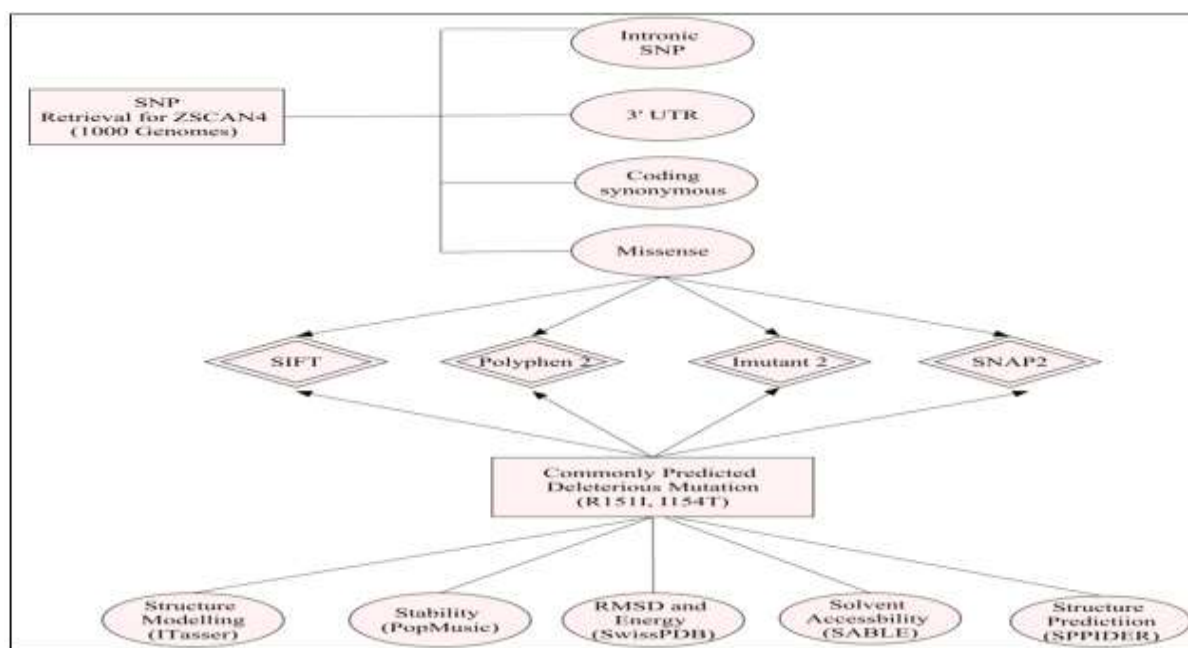 Intronic
SNP
SNP
Retrieval for ZSCAN4
(1000 Genomes)
3' UTR
Coding
synonymous
Missense
SIFT
Polyphen 2
Imutant 2
SNAP2
Commonly Predicted
Deleterious Mutation
(R151I, I154T)
Structure
Modelling
(ITasser)
Stability
(PopMusic)
RMSD and
Energy
(SwissPDB)
Solvent
Accessbility
(SABLE)
Structure
Predictiion
(SPPIDER)